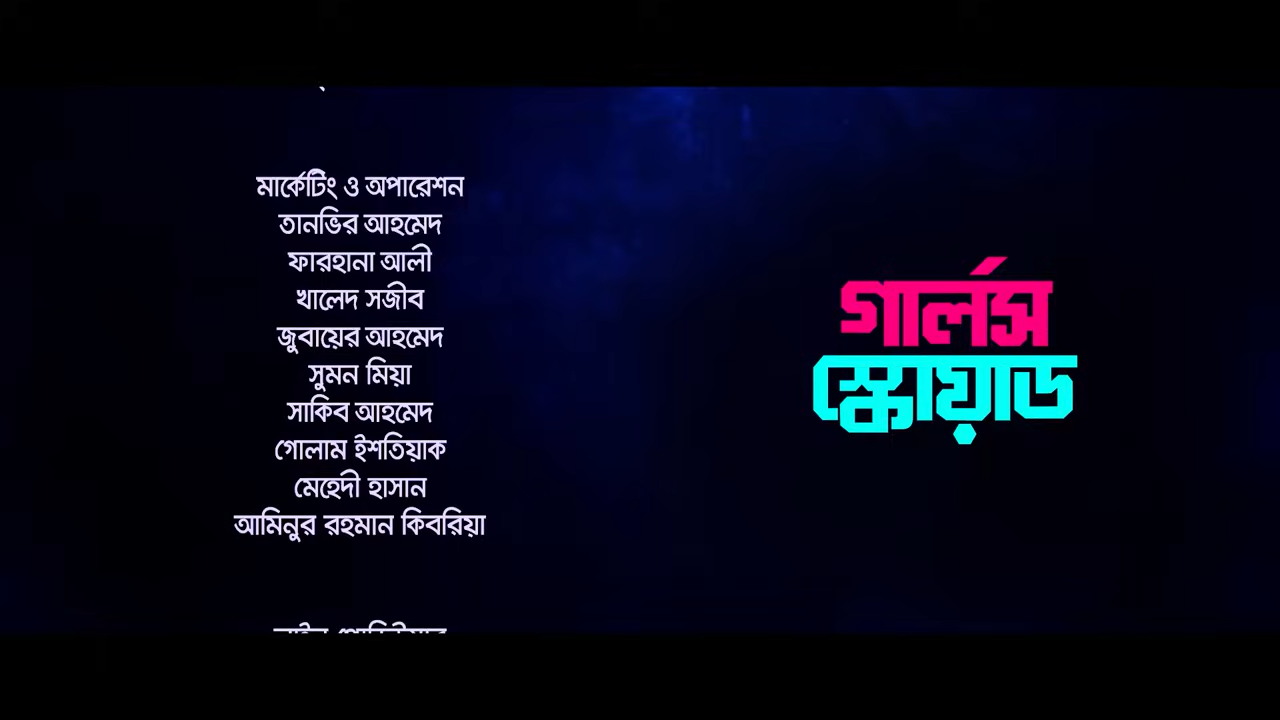 মার্কেটিং ও অপারেশন
তানভির আহমেদ
ফারহানা আলী
খালেদ সজীব
জুবায়ের আহমেদ
সুমন মিয়া
সাকিব আহমেদ
গোলাম ইশতিয়াক
মেহেদী হাসান
আমিনুর রহমান কিবরিয়া
গার্লস
স্কোয়াড